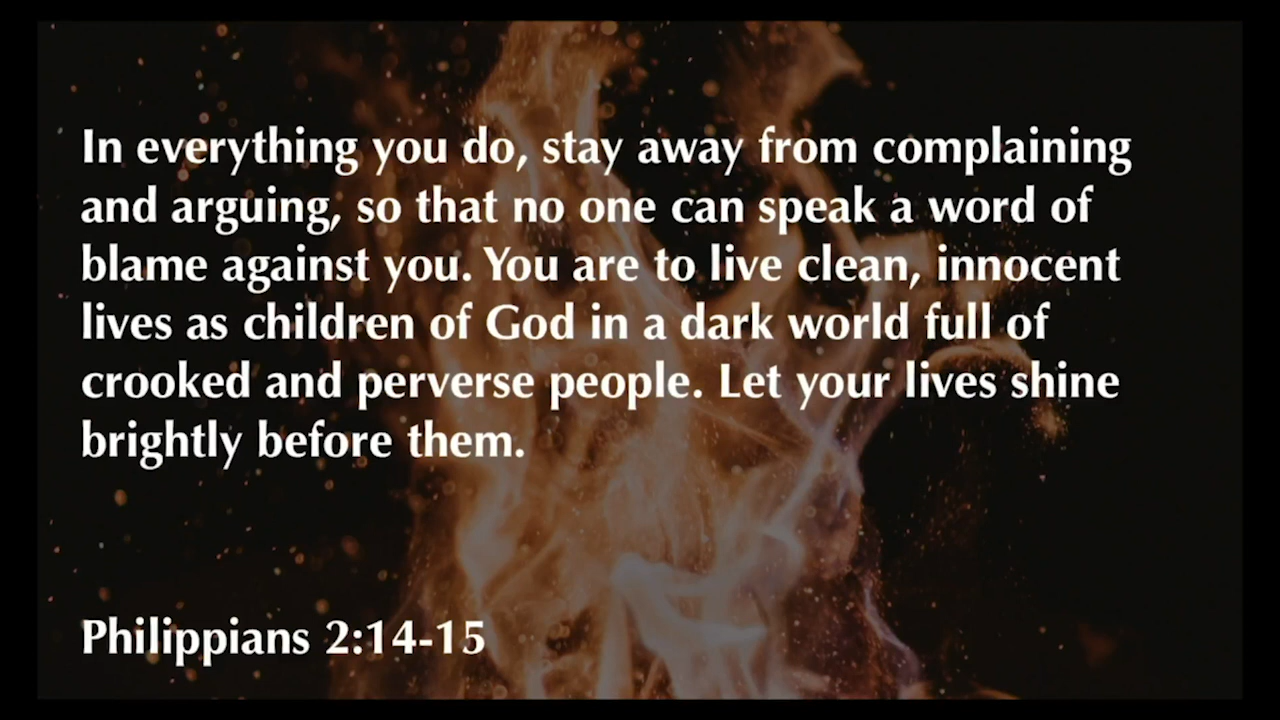 In everything you do, stay away from complaining
and arguing, so that no one can speak a word of
blame against you. You are to live clean, innocent
lives as children of God in a dark world full of
crooked and perverse people. Let your lives shine
brightly before them.
Philippians 2:14-15